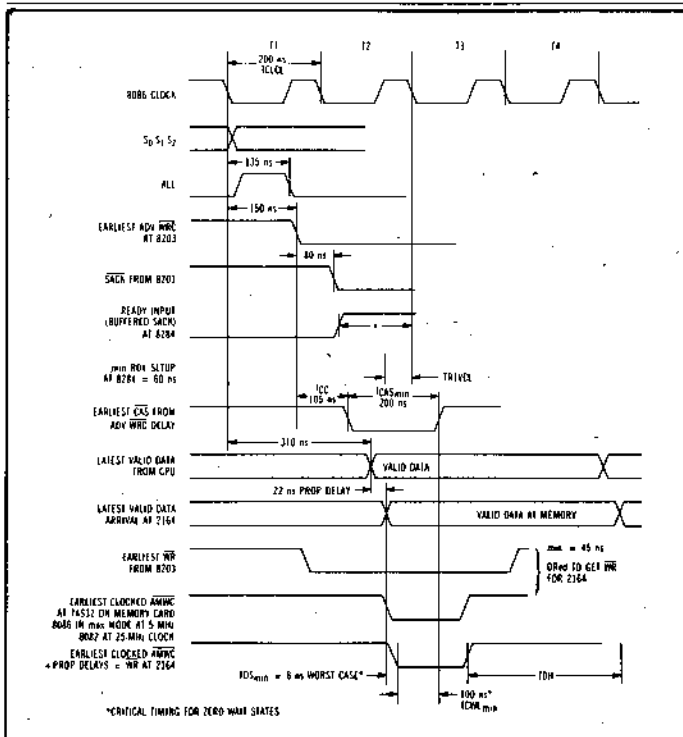 T1 T2 T3 T4
200 ns
TCLCL
8086 CLOCK
S0 S1 S2
135 ns
ALE
150 ns
EARLIEST ADV WRC
AT 8203
80 ns
SACK FROM 8203
READY INPUT
(BUFFERED SACK)
AT 8284
min RDY SETUP
AT 8284 = 60 ns
TRIVCL
tCC
105 ns
tCASmin
200 ns
EARLIEST CAS FROM
ADV WRC DELAY
310 ns
LATEST VALID DATA
FROM CPU
VALID DATA
22 ns PROP DELAY
LATEST VALID DATA
ARRIVAL AT 2164
VALID DATA AT MEMORY
EARLIEST WR
FROM 8203
max = 45 ns
ORed TO GET WR
FOR 2164
EARLIEST CLOCKED AMWC
AT 74S32 ON MEMORY CARD
8086 IN max MODE AT 5 MHz
8082 AT 25-MHz CLOCK
EARLIEST CLOCKED AMWC
+ PROP DELAYS = WR AT 2164
TDSmin = 6 ns WORST CASE*
TDH
100 ns*
tCWLmin
*CRITICAL TIMING FOR ZERO WAIT STATES